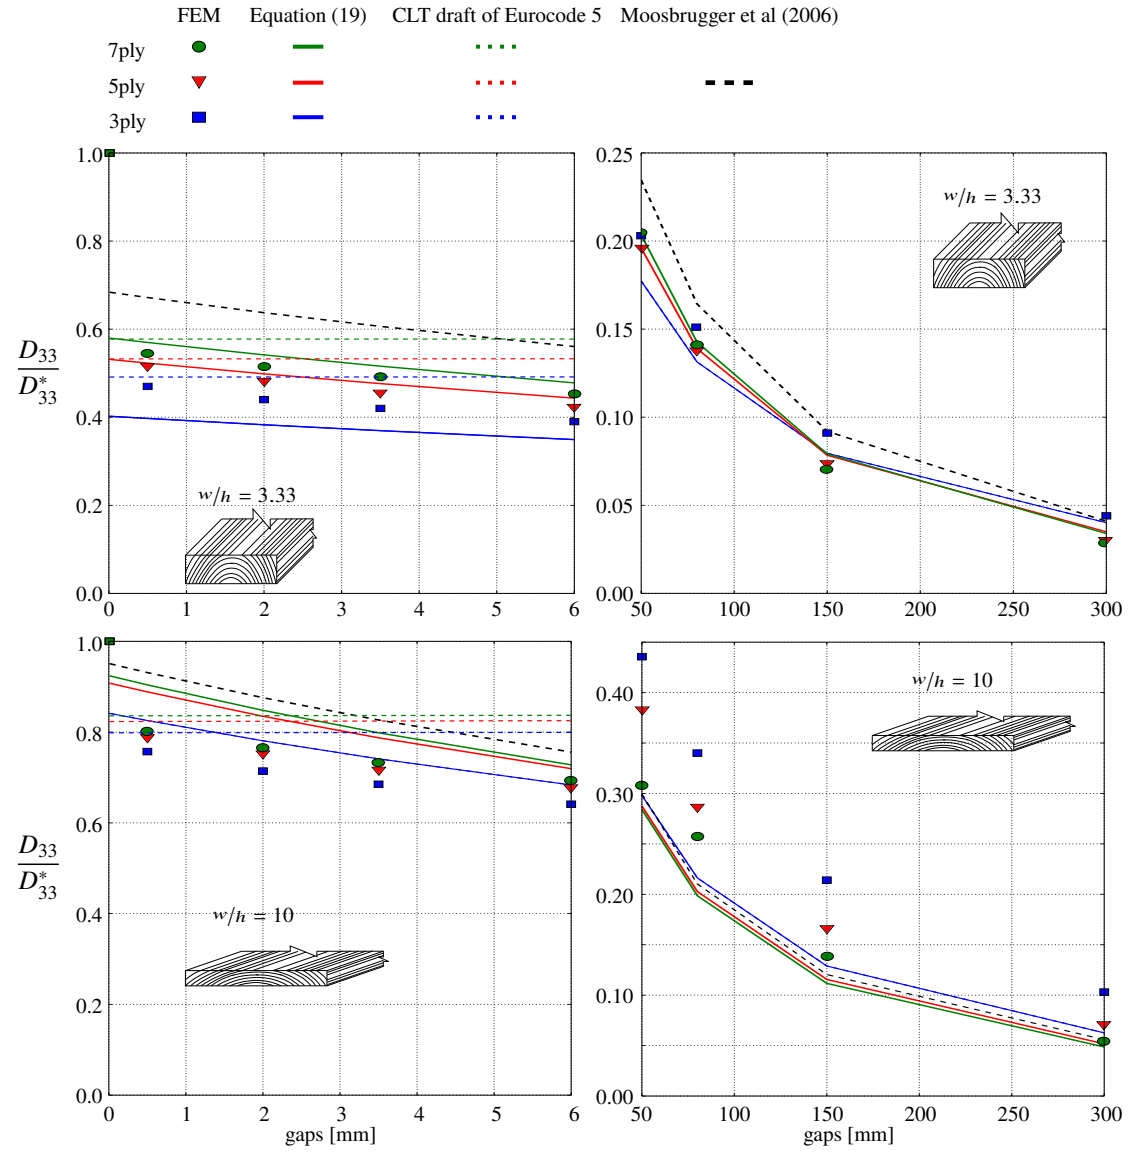 FEM Equation (19) CLT draft of Eurocode 5 Moosbrugger et al (2006)
7ply
5ply
3ply
1.0
0.8
0.6
0.4
0.2
0.0
D33
D*33
w/h = 3.33
0 1 2 3 4 5 6
0.25
0.20
0.15
0.10
0.05
0.00
w/h = 3.33
50 100 150 200 250 300
1.0
0.8
0.6
0.4
0.2
0.0
D33
D*33
w/h = 10
0 1 2 3 4 5 6
gaps [mm]
0.40
0.30
0.20
0.10
0.00
w/h = 10
50 100 150 200 250 300
gaps [mm]